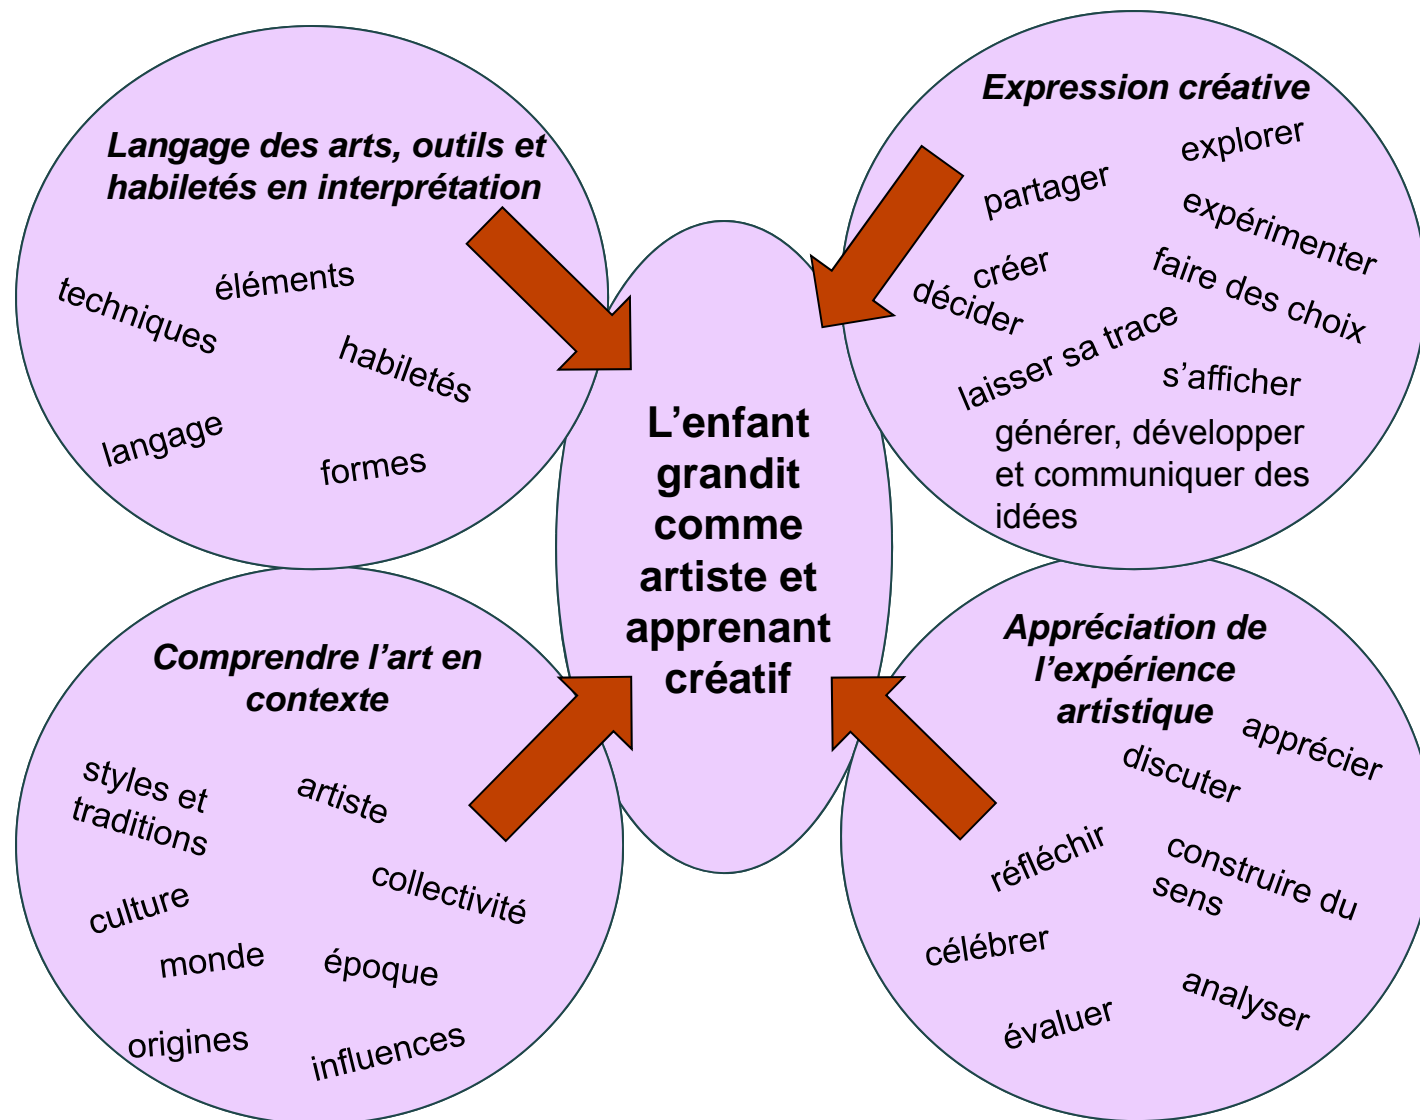 Langage des arts, outils et
habiletés en interprétation
éléments
techniques
habiletés
langage
formes
Expression créative
explorer
partager
expérimenter
créer
faire des choix
décider
laisser sa trace
s’afficher
générer, développer
et communiquer des
idées
L’enfant
grandit
comme
artiste et
apprenant
créatif
Comprendre l’art en
contexte
styles et
traditions
artiste
collectivité
culture
monde
époque
origines
influences
Appréciation de
l’expérience
artistique
apprécier
discuter
réfléchir
construire du
sens
célébrer
analyser
évaluer